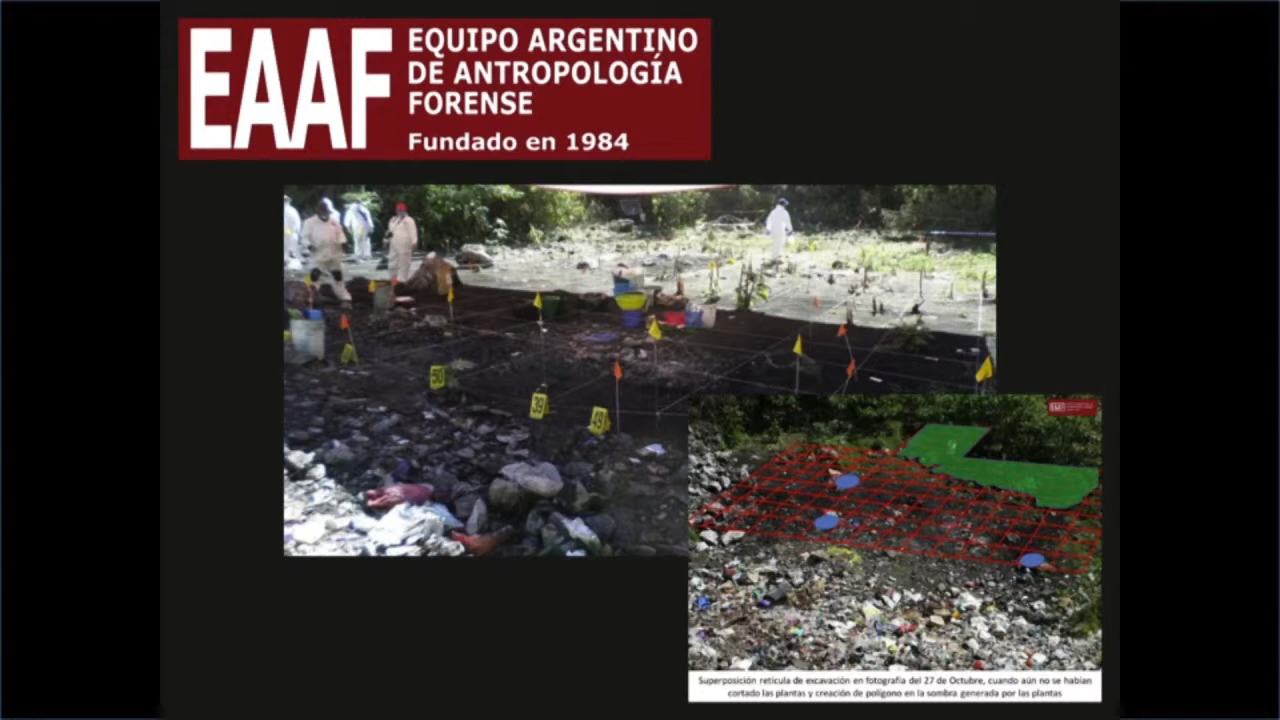 EAAF
EQUIPO ARGENTINO
DE ANTROPOLOGÍA
FORENSE
Fundado en 1984
50
39
49
EAAF
Superposición retícula de excavación en fotografía del 27 de Octubre, cuando aún no se habían
cortado las plantas y creación de polígono en la sombra generada por las plantas